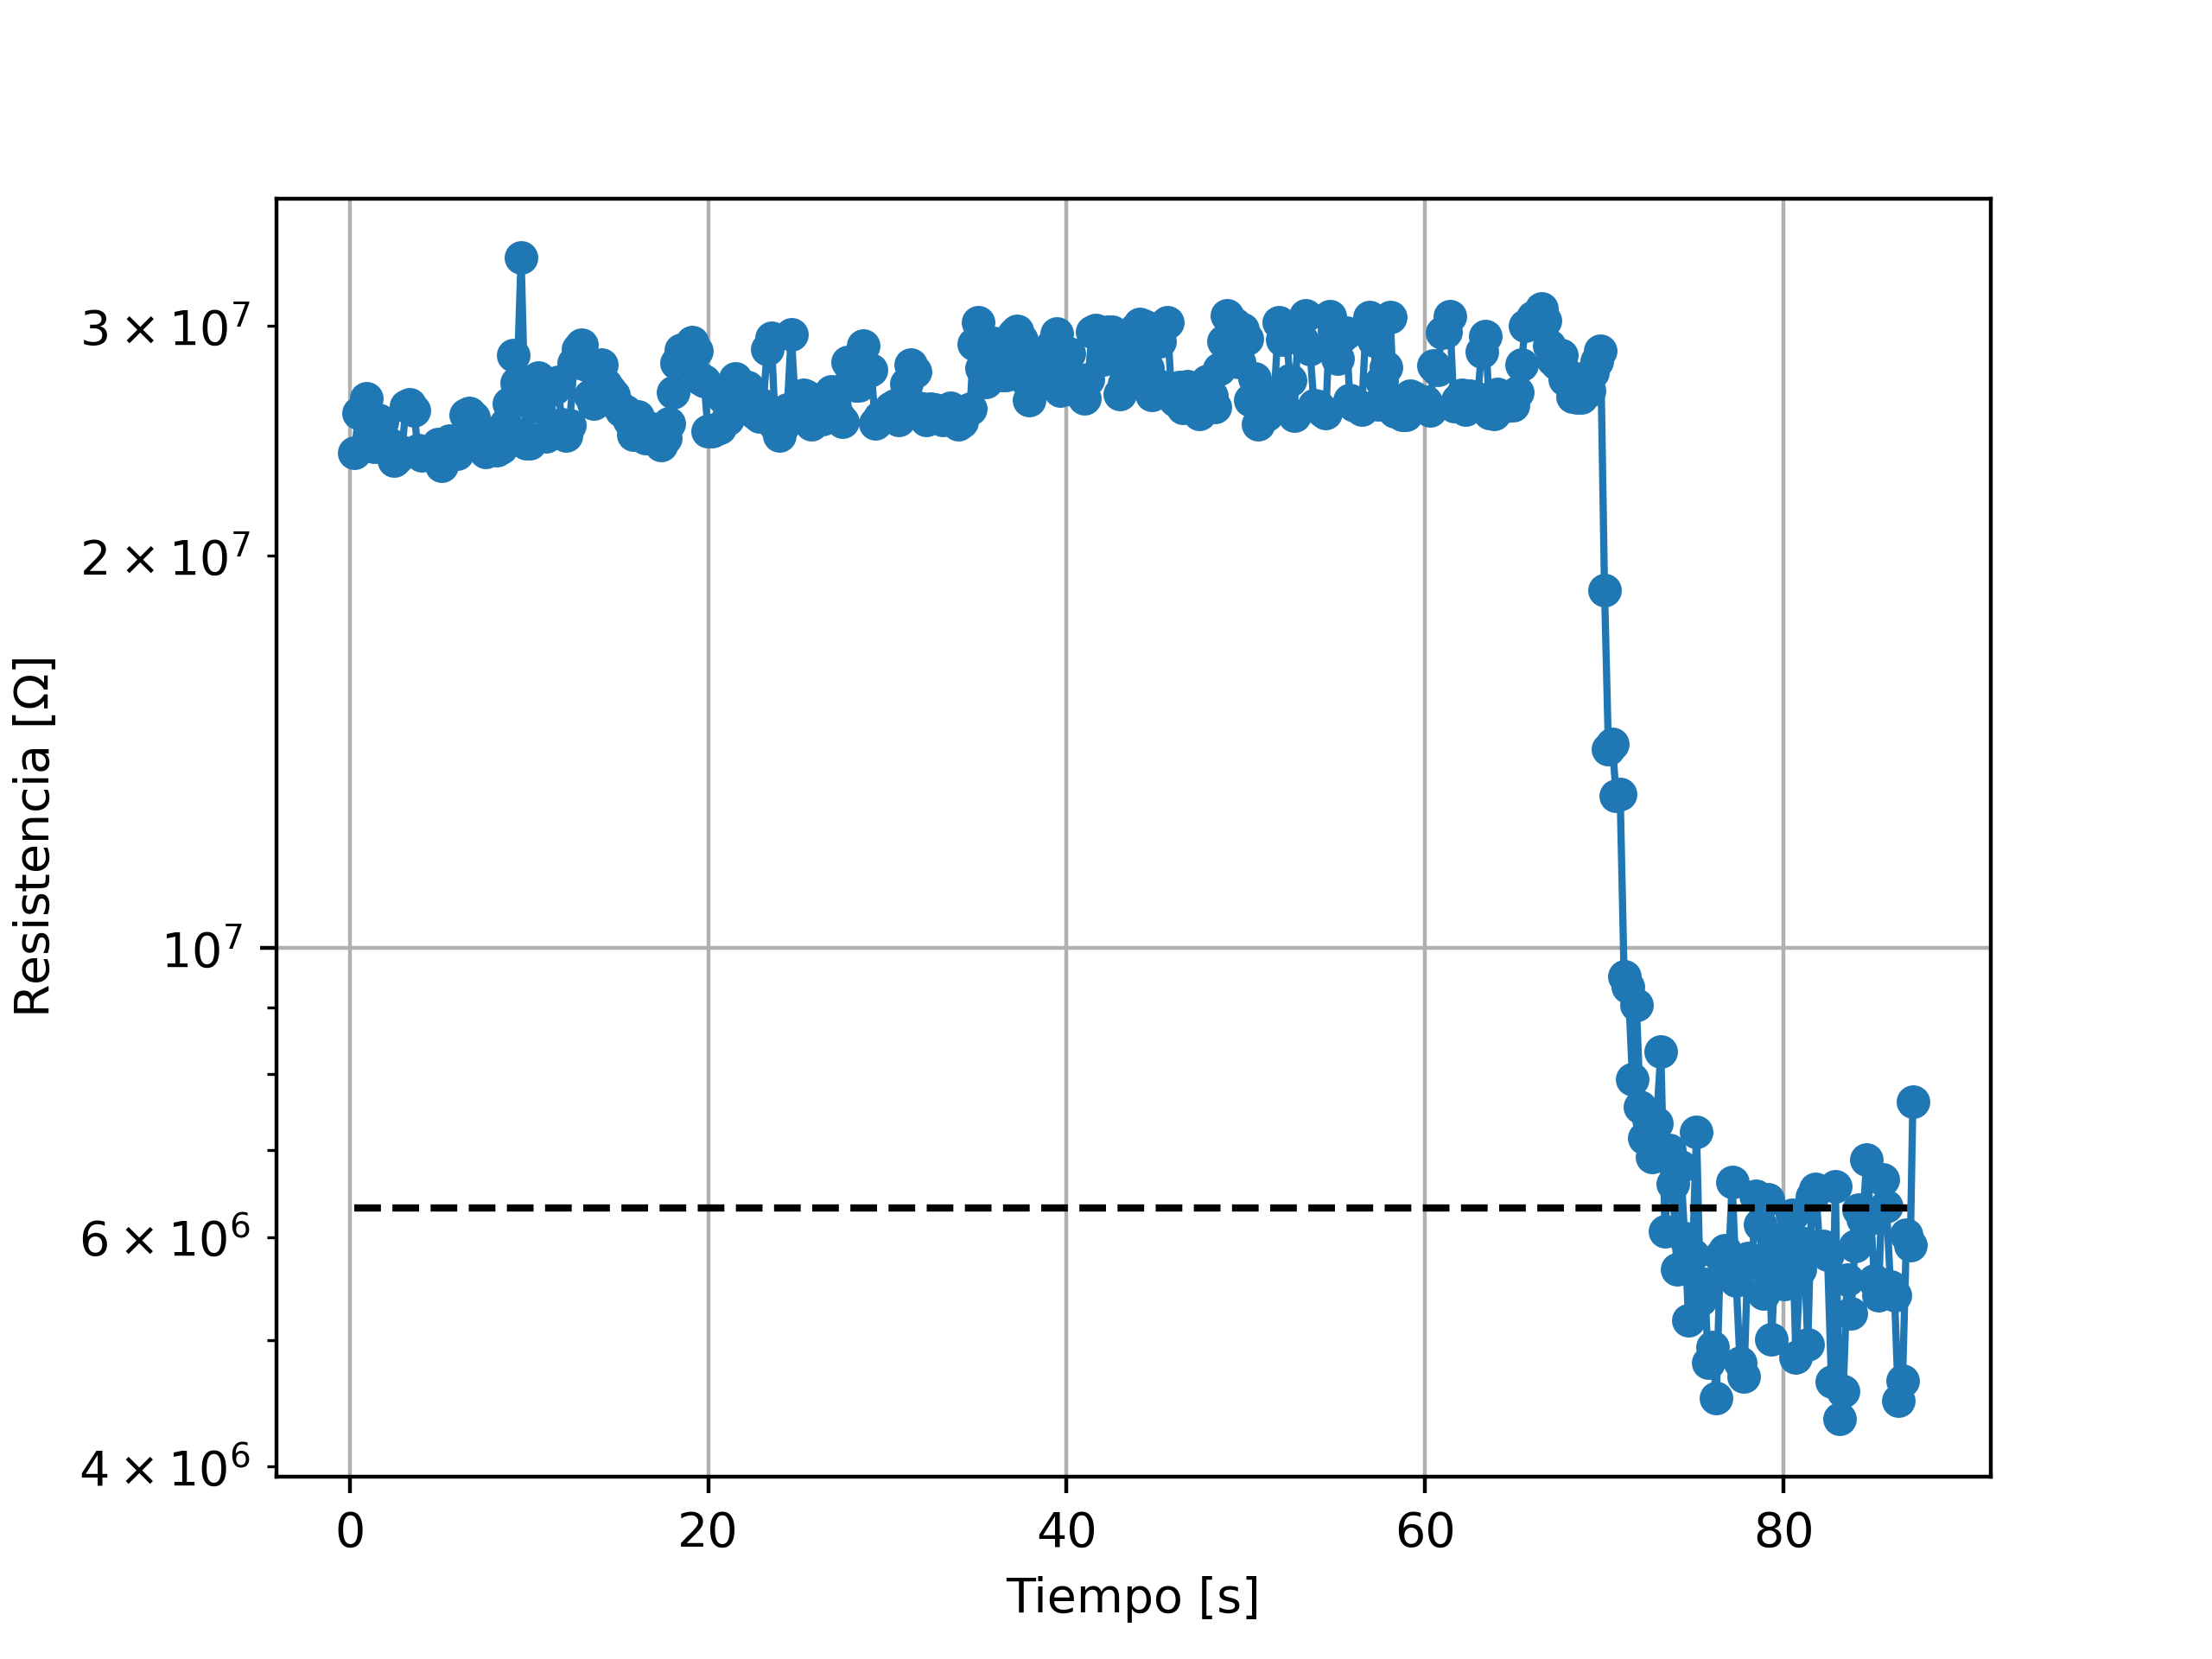 3 × 10⁷
2 × 10⁷
10⁷
6 × 10⁶
4 × 10⁶
Resistencia [Ω]
0 20 40 60 80
Tiempo [s]